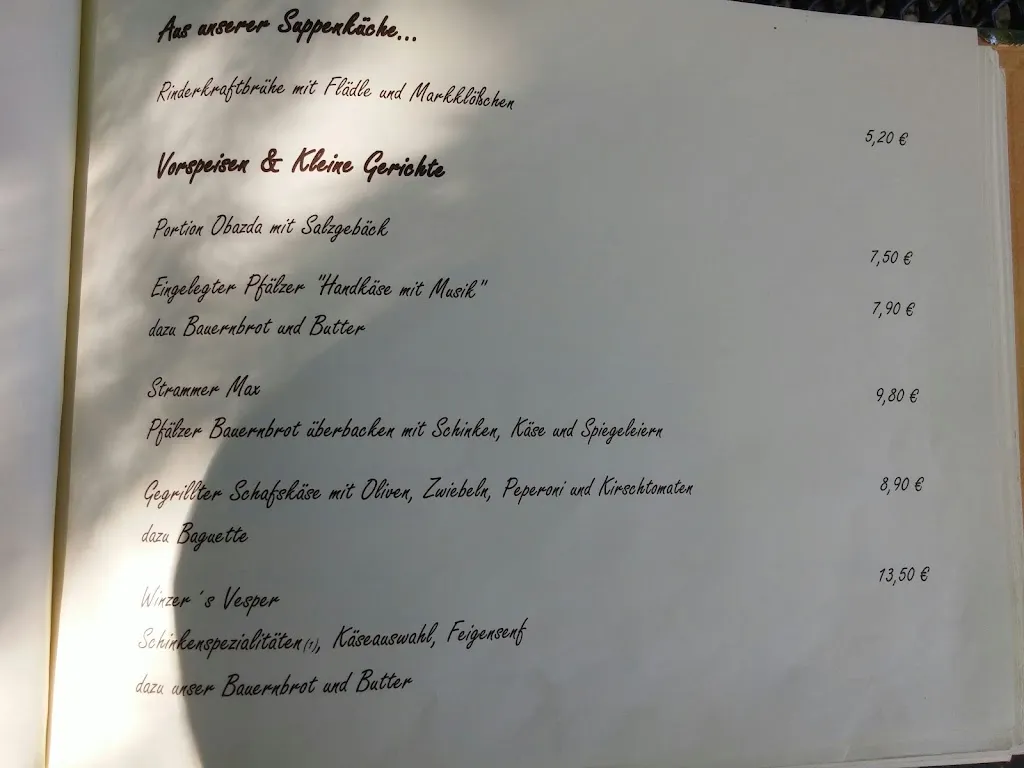 Aus unserer Suppenküche...
Rinderkraftbrühe mit Flädle und Markklößchen
5,20 €
Vorspeisen & Kleine Gerichte
Portion Obazda mit Salzgebäck
7,50 €
Eingelegter Pfälzer "Handkäse mit Musik"
7,90 €
dazu Bauernbrot und Butter
Strammer Max
9,80 €
Pfälzer Bauernbrot überbacken mit Schinken, Käse und Spiegeleiern
Gegrillter Schafskäse mit Oliven, Zwiebeln, Peperoni und Kirschtomaten
8,90 €
dazu Baguette
13,50 €
Winzer´s Vesper
Schinkenspezialitäten(1), Käseauswahl, Feigensenf
dazu unser Bauernbrot und Butter